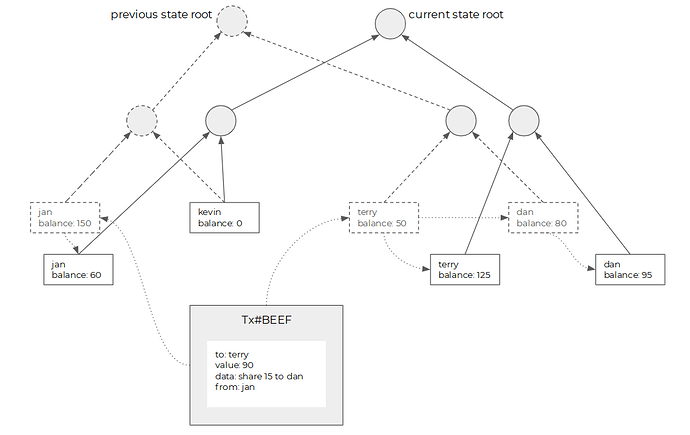 previous state root
current state root
jan
balance: 150
kevin
balance: 0
terry
balance: 50
dan
balance: 80
jan
balance: 60
terry
balance: 125
dan
balance: 95
Tx#BEEF
to: terry
value: 90
data: share 15 to dan
from: jan